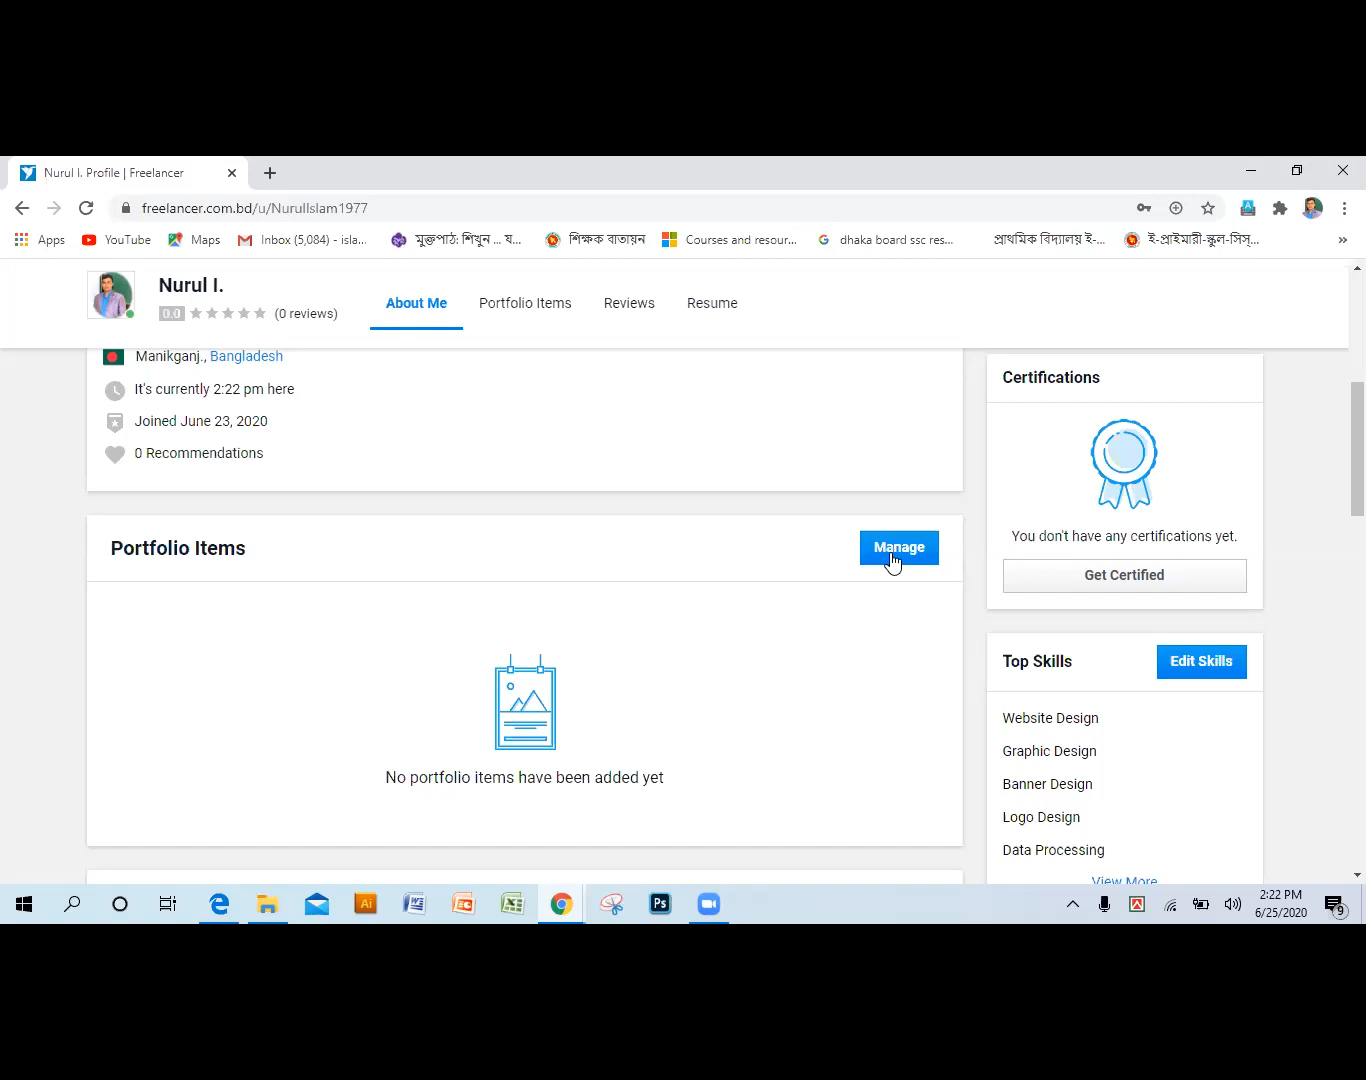 Nurul I. Profile | Freelancer
freelancer.com.bd/u/NurulIslam1977
Apps YouTube Maps Inbox (5,084) - isla... মুক্তপাঠ: শিখুন ... য... শিক্ষক বাতায়ন Courses and resour... dhaka board ssc res... প্রাথমিক বিদ্যালয় ই-... ই-প্রাইমারী-স্কুল-সিস্... »
Nurul I.
0.0 (0 reviews)
About Me Portfolio Items Reviews Resume
Manikganj., Bangladesh
It's currently 2:22 pm here
Joined June 23, 2020
0 Recommendations
Portfolio Items
Manage
No portfolio items have been added yet
Certifications
You don't have any certifications yet.
Get Certified
Top Skills
Edit Skills
Website Design
Graphic Design
Banner Design
Logo Design
Data Processing
View More
Ai
Ps
2:22 PM
6/25/2020
9